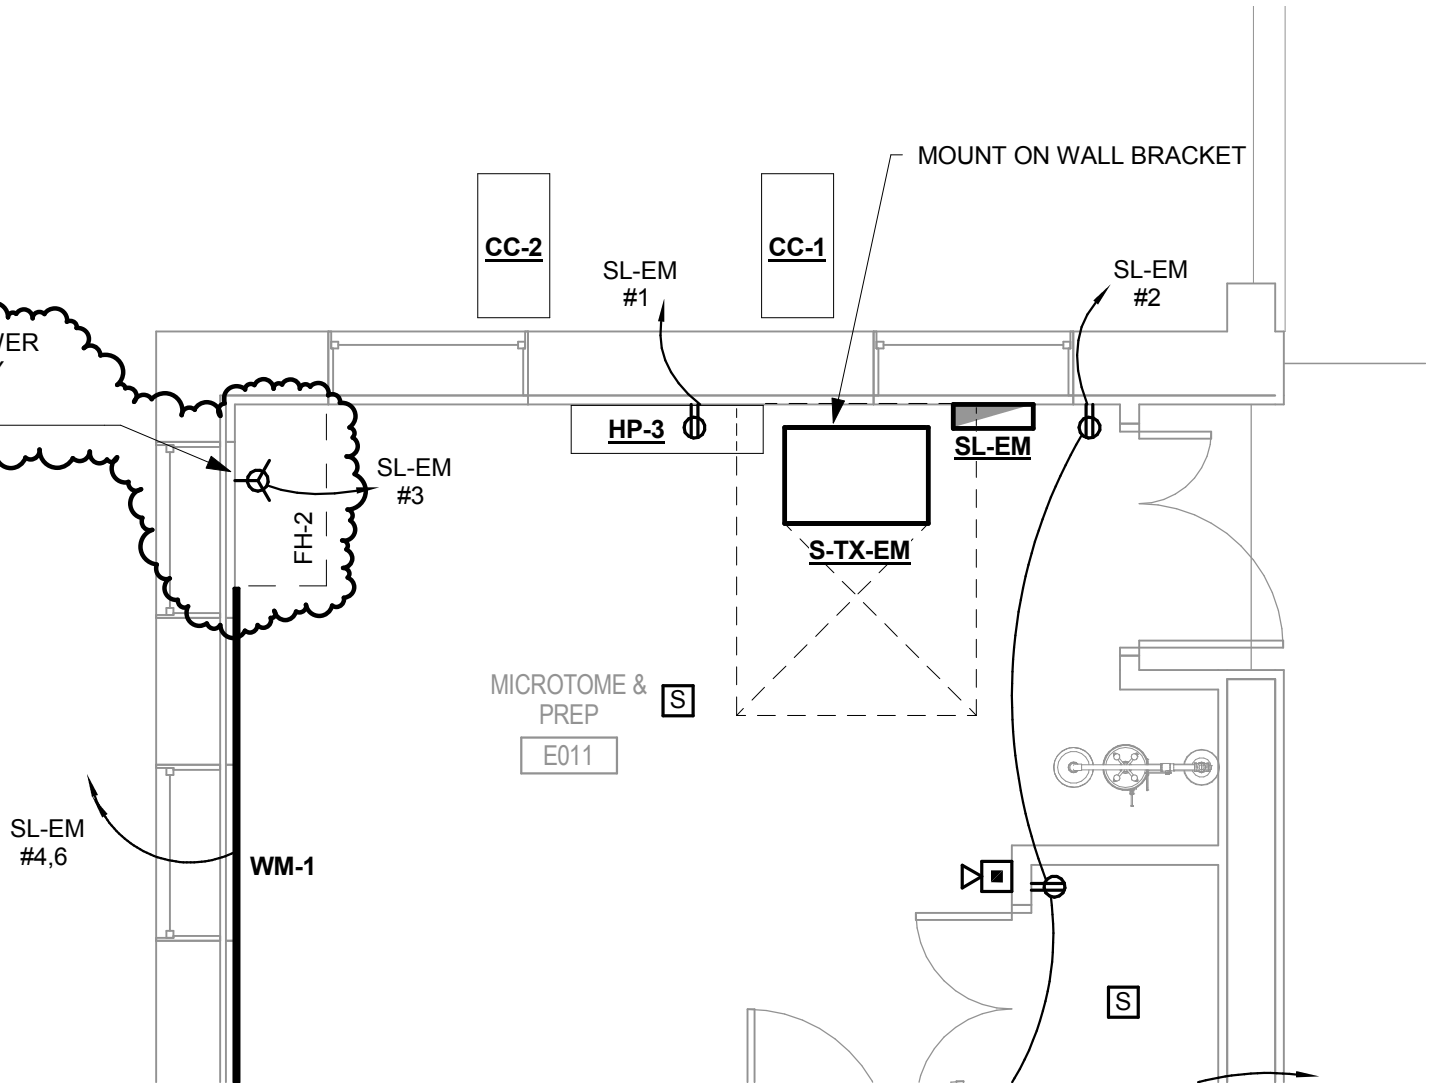 MOUNT ON WALL BRACKET
CC-2
CC-1
SL-EM
#1
SL-EM
#2
HP-3
SL-EM
SL-EM
#3
FH-2
S-TX-EM
MICROTOME &
PREP
E011
S
SL-EM
#4,6
WM-1
S